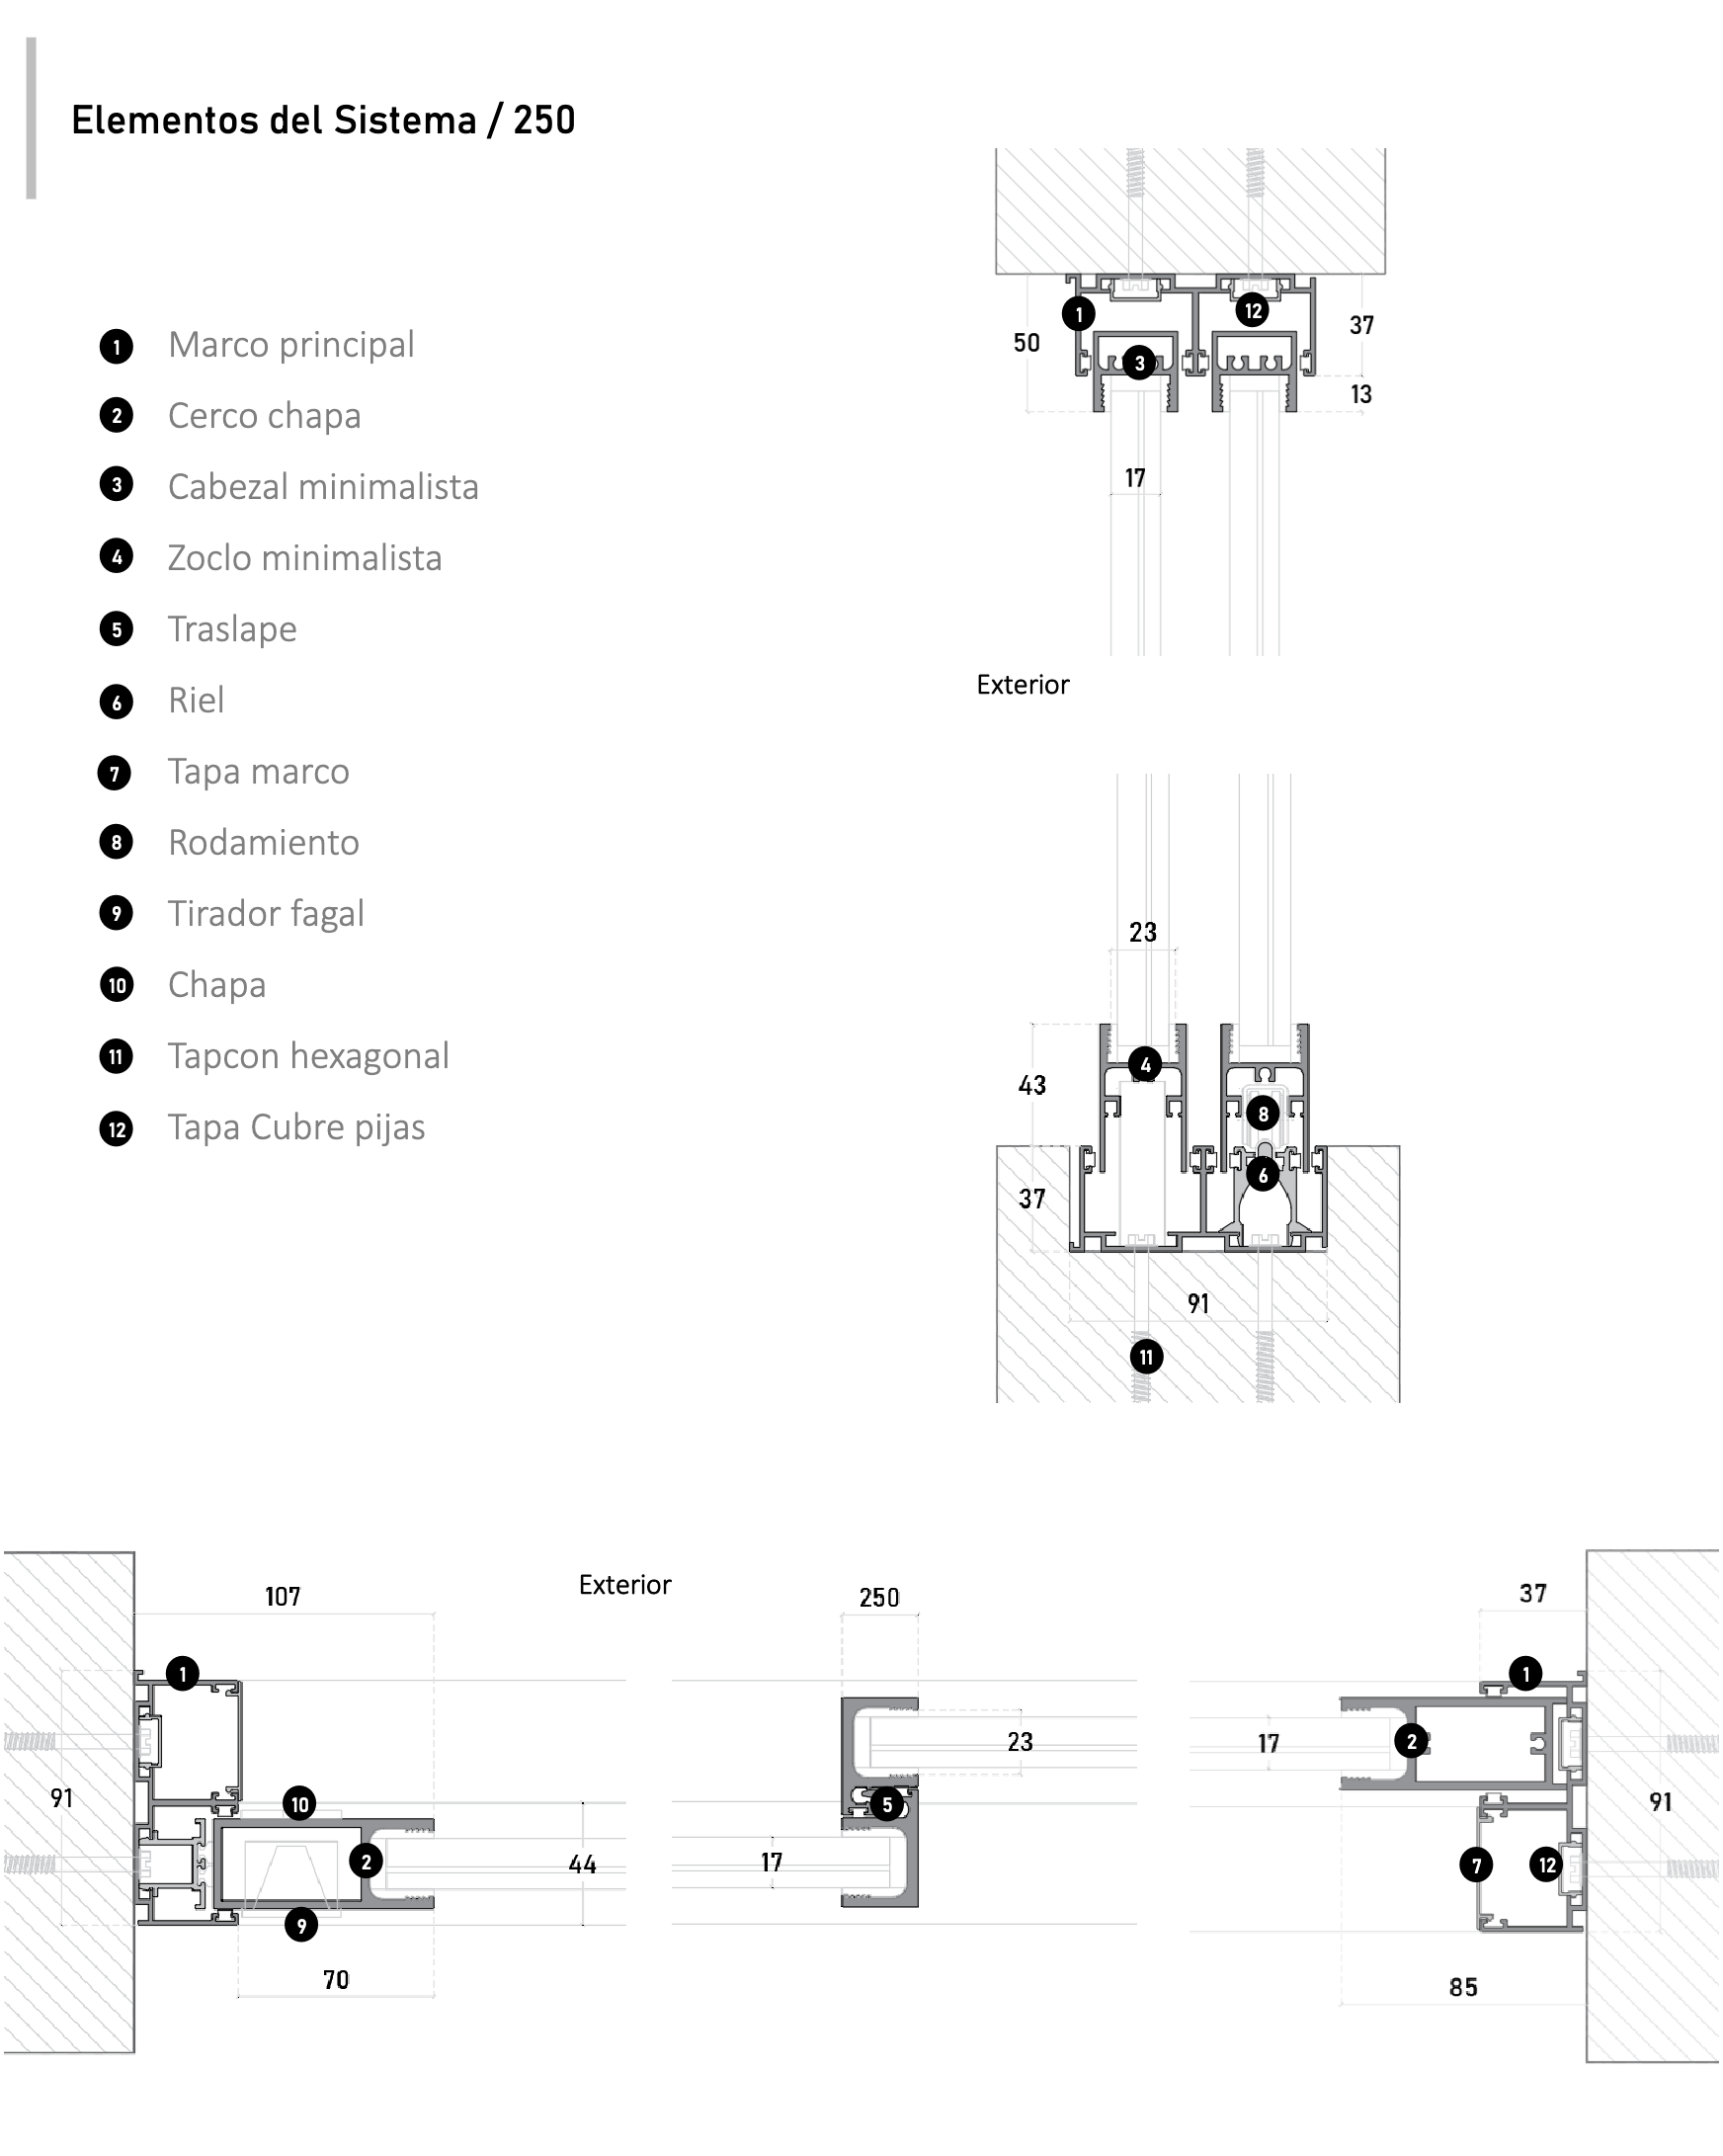 Elementos del Sistema / 250
1 Marco principal
2 Cerco chapa
3 Cabezal minimalista
4 Zoclo minimalista
5 Traslape
6 Riel
7 Tapa marco
8 Rodamiento
9 Tirador fagal
10 Chapa
11 Tapcon hexagonal
12 Tapa Cubre pijas
1
12
37
50
3
13
17
Exterior
23
4
43
8
6
37
91
11
107
Exterior
250
37
1
1
23
2
17
91
10
5
91
2
44
17
7
12
9
70
85